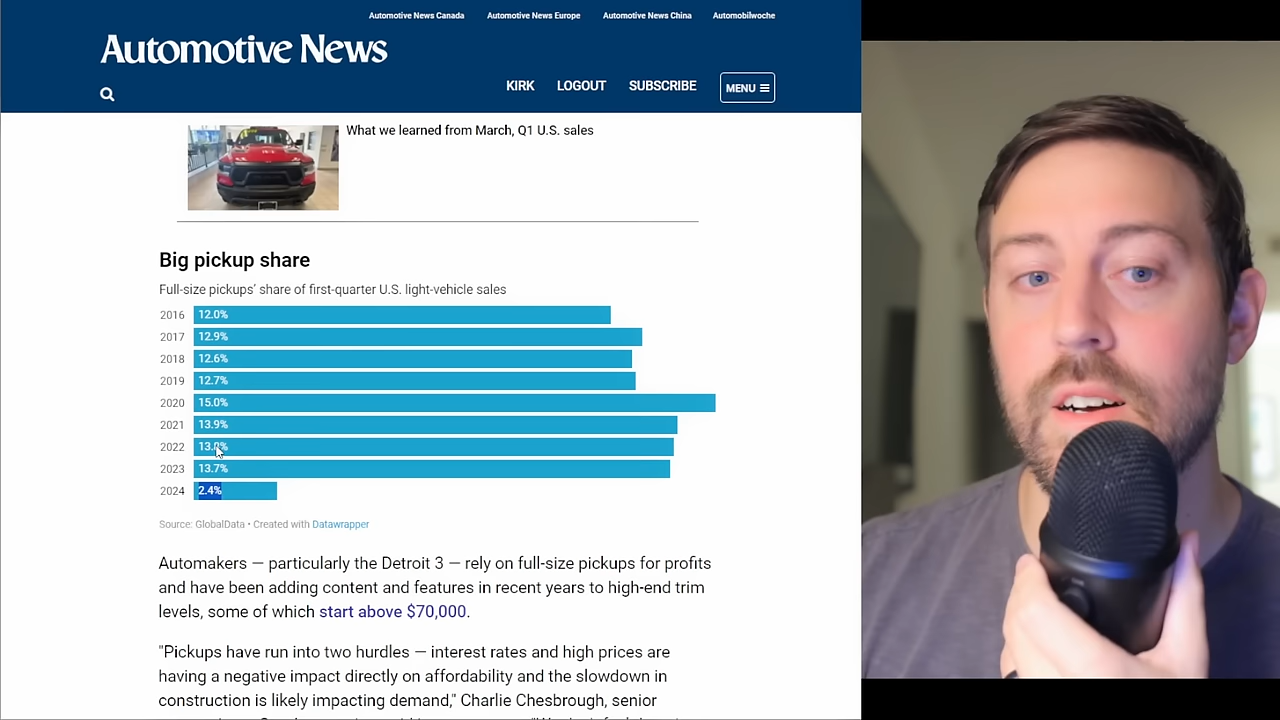 Automotive News Canada Automotive News Europe Automotive News China Automobilwoche
Automotive News
KIRK LOGOUT SUBSCRIBE MENU
What we learned from March, Q1 U.S. sales
Big pickup share
Full-size pickups' share of first-quarter U.S. light-vehicle sales
2016 12.0%
2017 12.9%
2018 12.6%
2019 12.7%
2020 15.0%
2021 13.9%
2022
2023 13.7%
2024 2.4%
Source: GlobalData • Created with Datawrapper
Automakers — particularly the Detroit 3 — rely on full-size pickups for profits
and have been adding content and features in recent years to high-end trim
levels, some of which start above $70,000.
"Pickups have run into two hurdles — interest rates and high prices are
having a negative impact directly on affordability and the slowdown in
construction is likely impacting demand," Charlie Chesbrough, senior